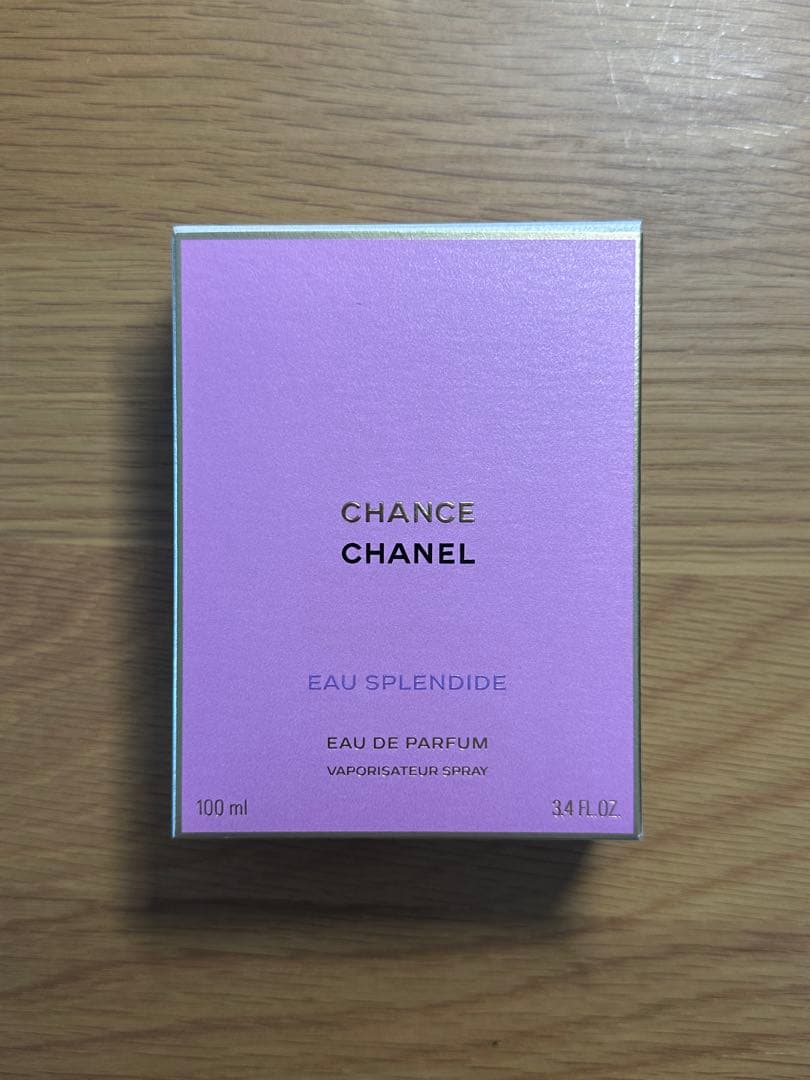 CHANCE
CHANEL
EAU SPLENDIDE
EAU DE PARFUM
VAPORISATEUR SPRAY
100 ml
3.4 FL.OZ.